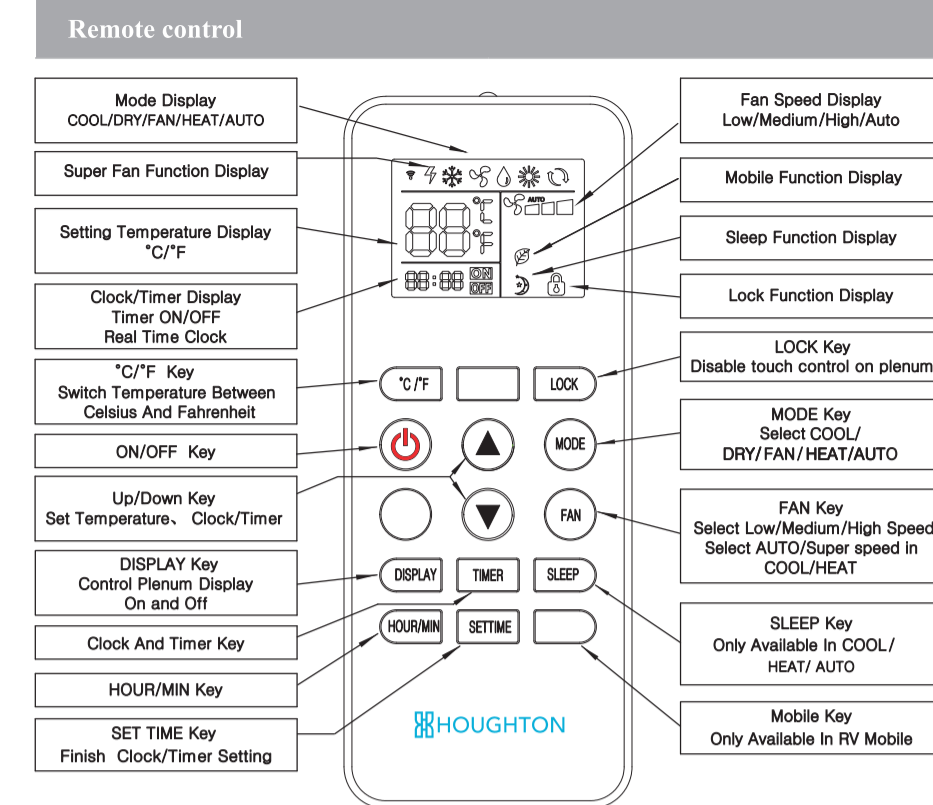 Remote control
Mode Display
COOL/DRY/FAN/HEAT/AUTO
Super Fan Function Display
Setting Temperature Display
°C/°F
Clock/Timer Display
Timer ON/OFF
Real Time Clock
°C/°F Key
Switch Temperature Between
Celsius And Fahrenheit
ON/OFF Key
Up/Down Key
Set Temperature、 Clock/Timer
DISPLAY Key
Control Plenum Display
On and Off
Clock And Timer Key
HOUR/MIN Key
SET TIME Key
Finish Clock/Timer Setting
AUTO
88
°C
°F
88:88
ON
OFF
°C/°F
LOCK
MODE
FAN
DISPLAY
TIMER
SLEEP
HOUR/MIN
SETTIME
HOUGHTON
Fan Speed Display
Low/Medium/High/Auto
Mobile Function Display
Sleep Function Display
Lock Function Display
LOCK Key
Disable touch control on plenum
MODE Key
Select COOL/
DRY/FAN/HEAT/AUTO
FAN Key
Select Low/Medium/High Speed
Select AUTO/Super speed in
COOL/HEAT
SLEEP Key
Only Available In COOL/
HEAT/ AUTO
Mobile Key
Only Available In RV Mobile